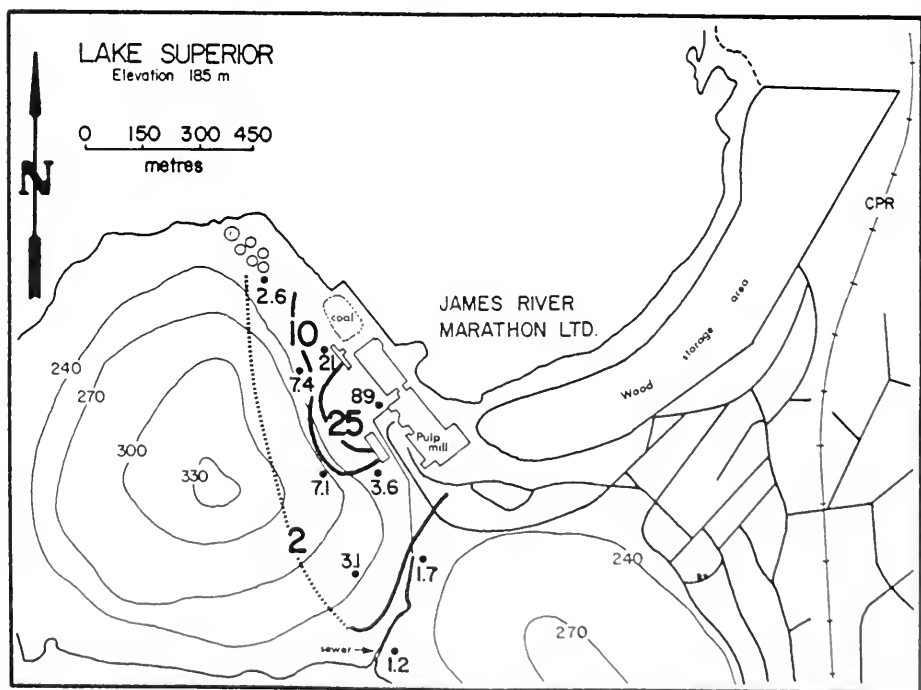 LAKE SUPERIOR
Elevation 185 m
0 150 300 450
metres
N
CPR
JAMES RIVER
MARATHON LTD.
coal
Wood storage area
2.6
10
21
7.4
89
25
Pulp
mill
7.1
3.6
240
270
300
330
2
3.1
1.7
240
270
sewer
1.2